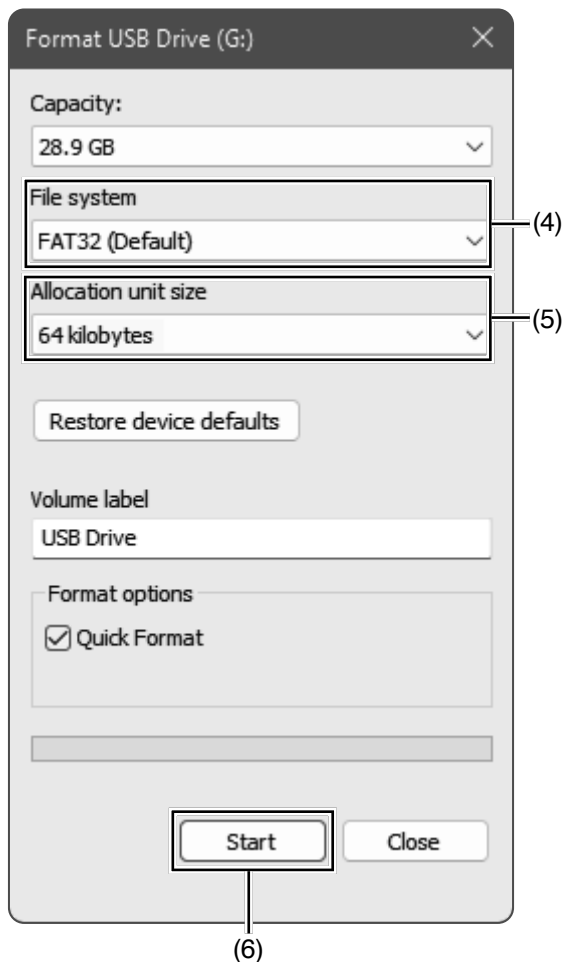 Format USB Drive (G:)
Capacity:
28.9 GB
File system
FAT32 (Default)
(4)
Allocation unit size
64 kilobytes
(5)
Restore device defaults
Volume label
USB Drive
Format options
Quick Format
Start
Close
(6)